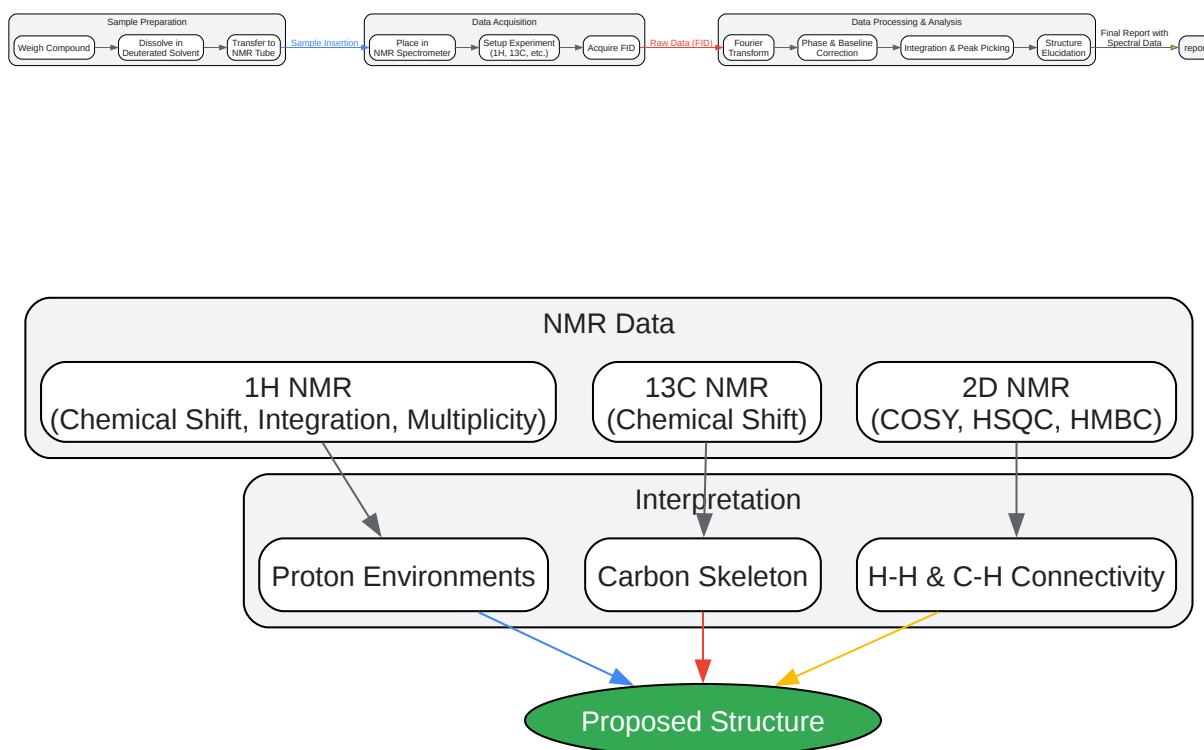 Sample Preparation
Weigh Compound
Dissolve in
Deuterated Solvent
Transfer to
NMR Tube
Sample Insertion
Data Acquisition
Place in
NMR Spectrometer
Setup Experiment
(1H, 13C, etc.)
Acquire FID
Raw Data (FID)
Data Processing & Analysis
Fourier
Transform
Phase & Baseline
Correction
Integration & Peak Picking
Structure
Elucidation
Final Report with
Spectral Data
report
NMR Data
1H NMR
(Chemical Shift, Integration, Multiplicity)
13C NMR
(Chemical Shift)
2D NMR
(COSY, HSQC, HMBC)
Interpretation
Proton Environments
Carbon Skeleton
H-H & C-H Connectivity
Proposed Structure